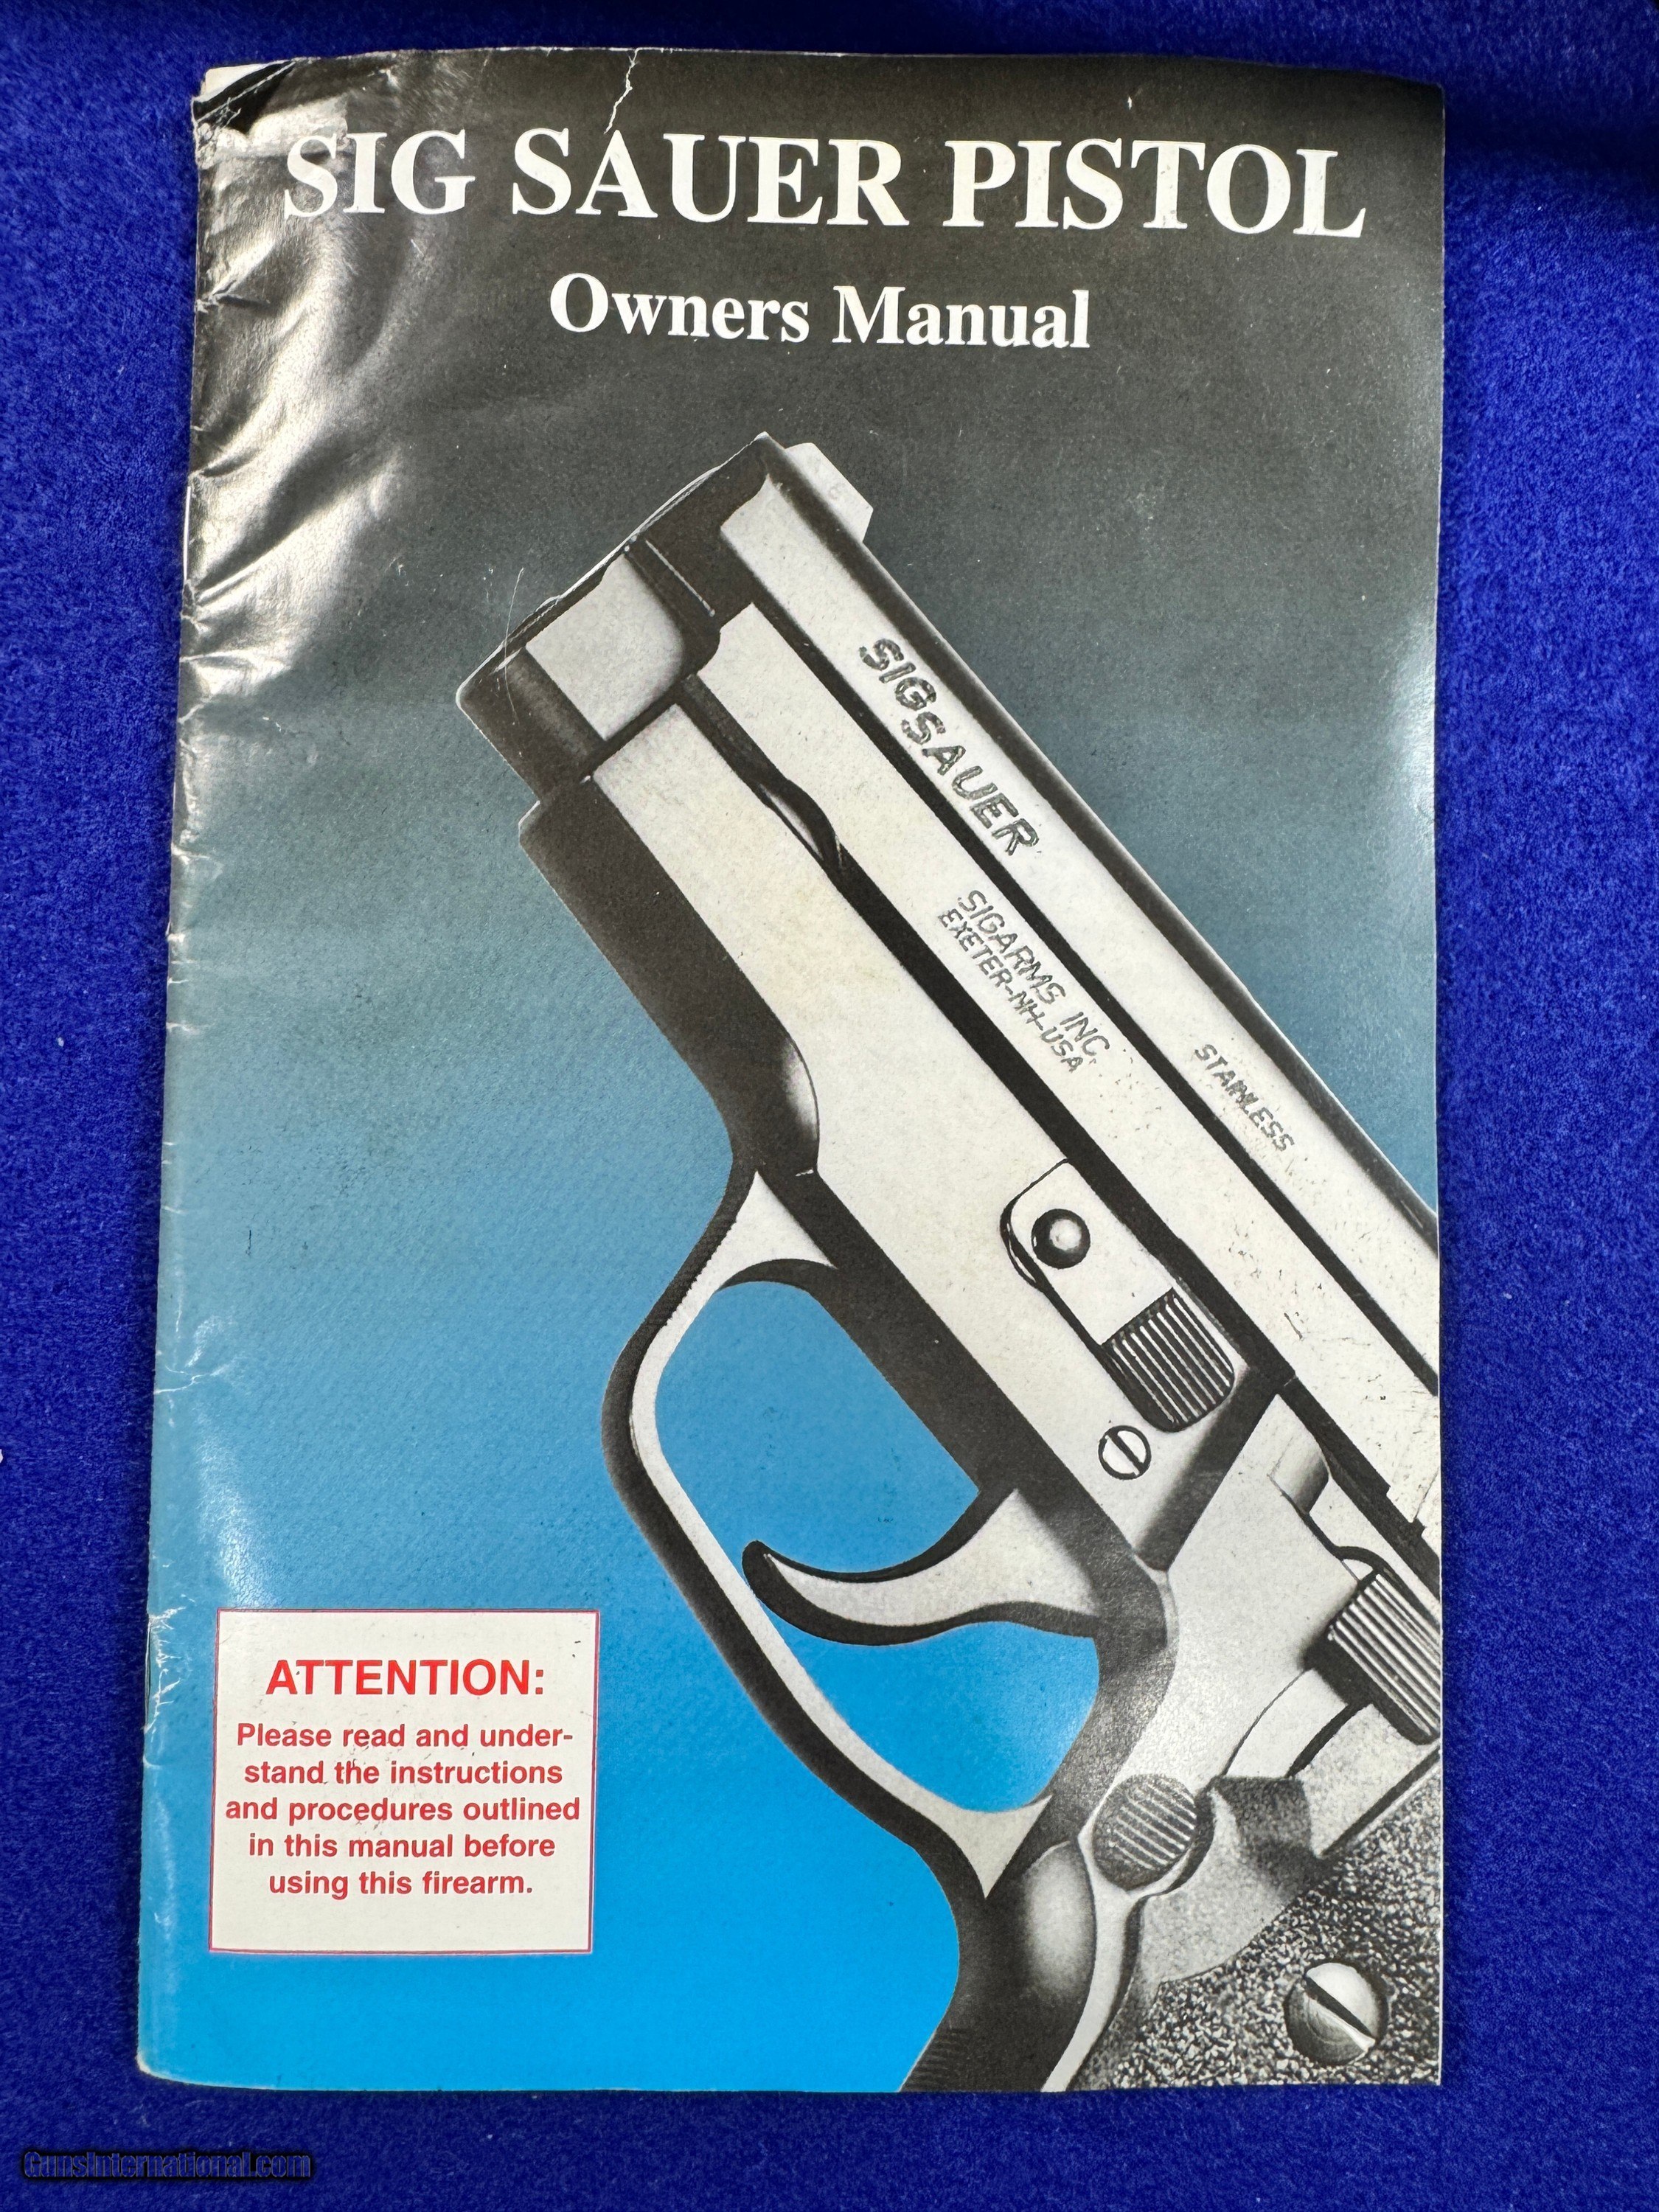 SIG SAUER PISTOL
Owners Manual
SIGSAUER
SIGARMS INC.
EXETER-NH-USA
STAINLESS
ATTENTION:
Please read and under-
stand the instructions
and procedures outlined
in this manual before
using this firearm.
GunsInternational.com